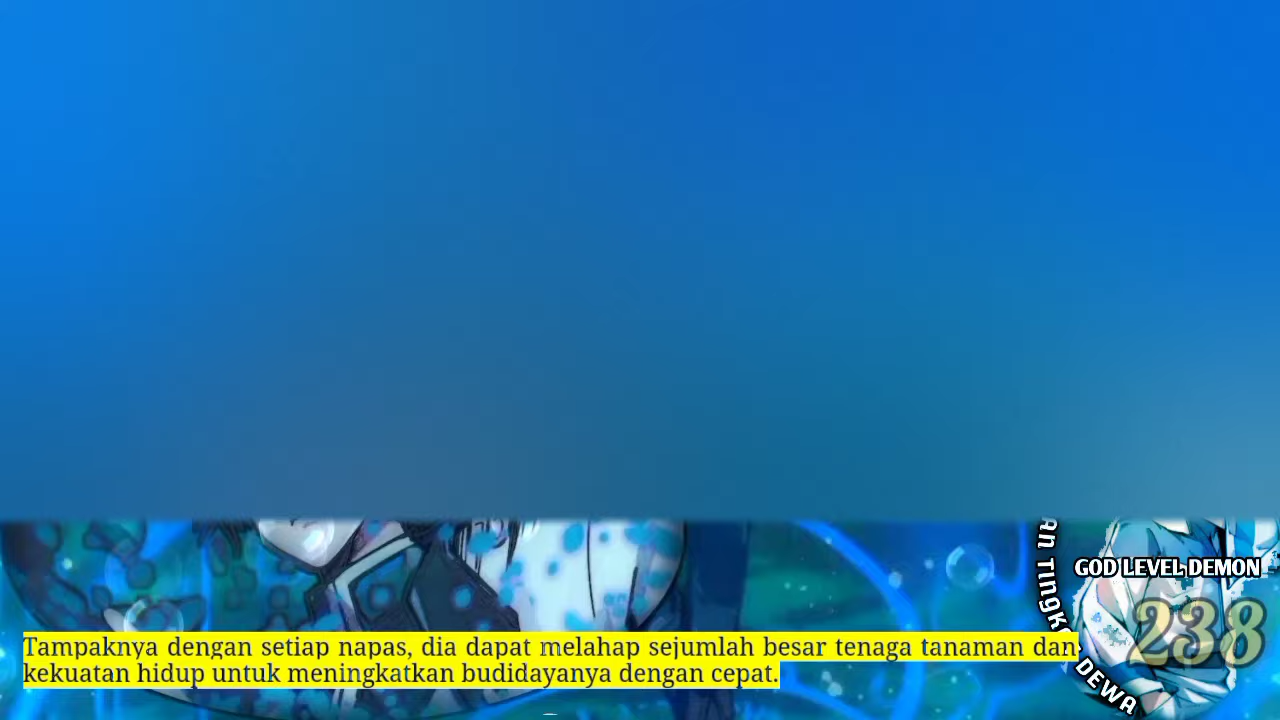 GOD LEVEL DEMON
238
DEWA
Tampaknya dengan setiap napas, dia dapat melahap sejumlah besar tenaga tanaman dan
kekuatan hidup untuk meningkatkan budidayanya dengan cepat.